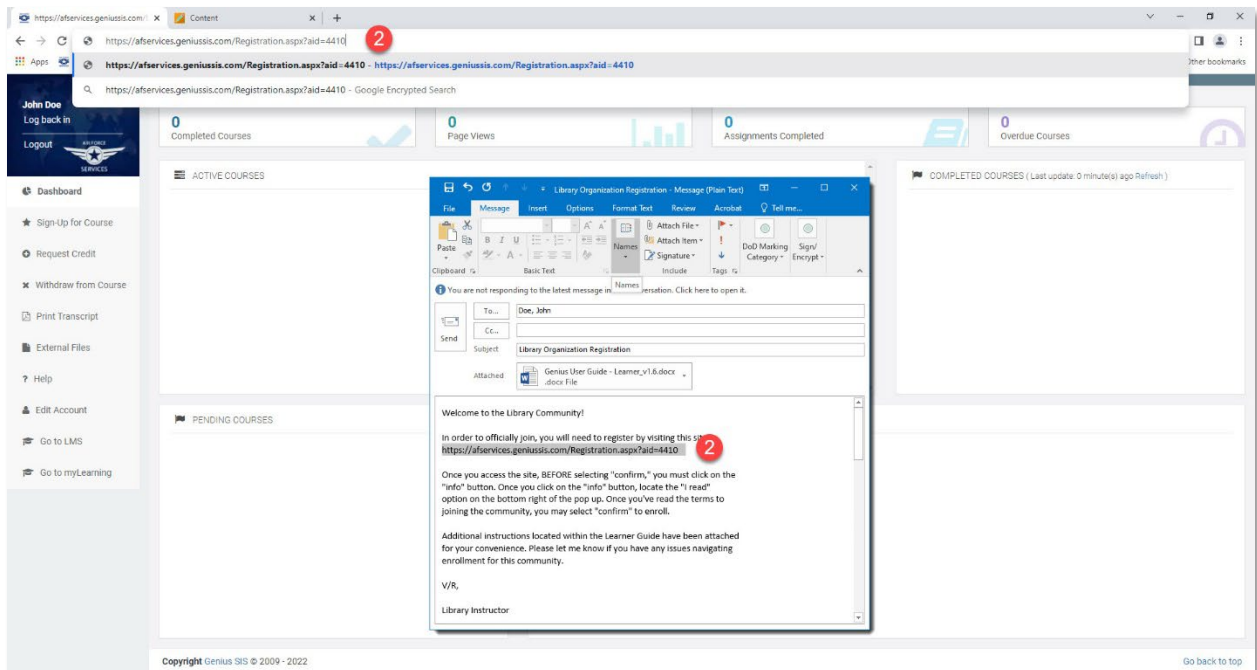 https://afservices.geniussis.com/
Content
https://afservices.geniussis.com/Registration.aspx?aid=4410
2
Apps
https://afservices.geniussis.com/Registration.aspx?aid=4410 - https://afservices.geniussis.com/Registration.aspx?aid=4410
Other bookmarks
https://afservices.geniussis.com/Registration.aspx?aid=4410 - Google Encrypted Search
John Doe
Log back in
Logout
AIR FORCE
SERVICES
0
Completed Courses
0
Page Views
0
Assignments Completed
0
Overdue Courses
ACTIVE COURSES
COMPLETED COURSES ( Last update: 0 minute(s) ago Refresh )
Dashboard
Sign-Up for Course
Request Credit
Withdraw from Course
Print Transcript
External Files
? Help
Edit Account
Go to LMS
Go to myLearning
PENDING COURSES
Library Organization Registration - Message (Plain Text)
File Message Insert Options Format Text Review Acrobat Tell me...
Paste
B I U
A
Names
Attach File
Attach Item
Signature
DoD Marking Category
Sign/ Encrypt
Clipboard Basic Text Include Tags
Names
You are not responding to the latest message in ersation. Click here to open it.
Send
To... Doe, John
Cc...
Subject Library Organization Registration
Attached Genius User Guide - Learner_v1.6.docx
.docx File
Welcome to the Library Community!
In order to officially join, you will need to register by visiting this
https://afservices.geniussis.com/Registration.aspx?aid=4410
2
Once you access the site, BEFORE selecting "confirm," you must click on the
"info" button. Once you click on the "info" button, locate the "I read"
option on the bottom right of the pop up. Once you've read the terms to
joining the community, you may select "confirm" to enroll.
Additional instructions located within the Learner Guide have been attached
for your convenience. Please let me know if you have any issues navigating
enrollment for this community.
V/R,
Library Instructor
Copyright Genius SIS © 2009 - 2022
Go back to top